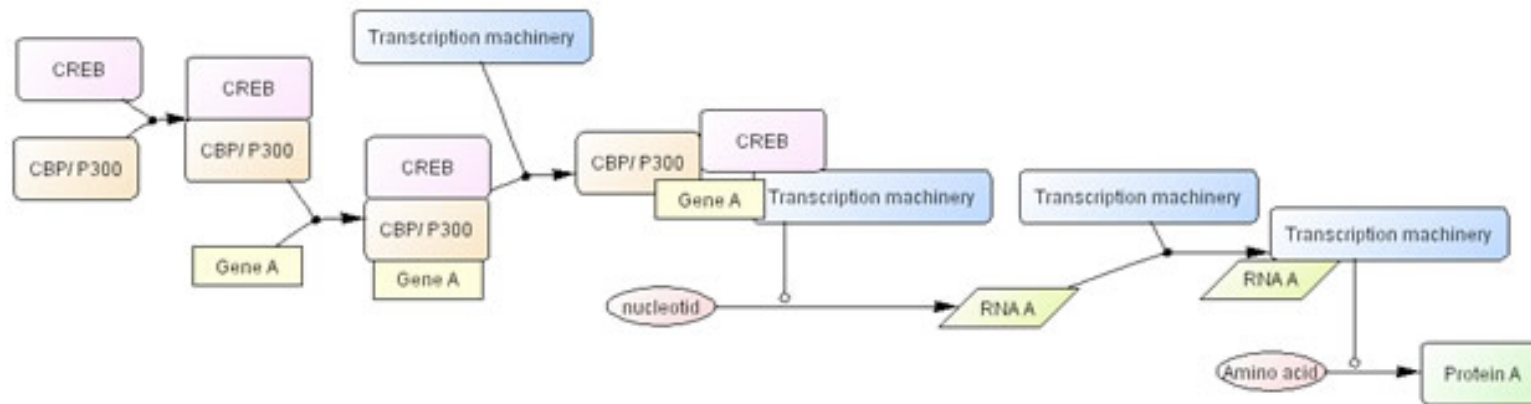 CREB
CBP/ P300
CREB
CBP/ P300
Gene A
Transcription machinery
CREB
CBP/ P300
Gene A
CBP/ P300
CREB
Gene A
Transcription machinery
nucleotid
RNA A
Transcription machinery
Transcription machinery
RNA A
Amino acid
Protein A